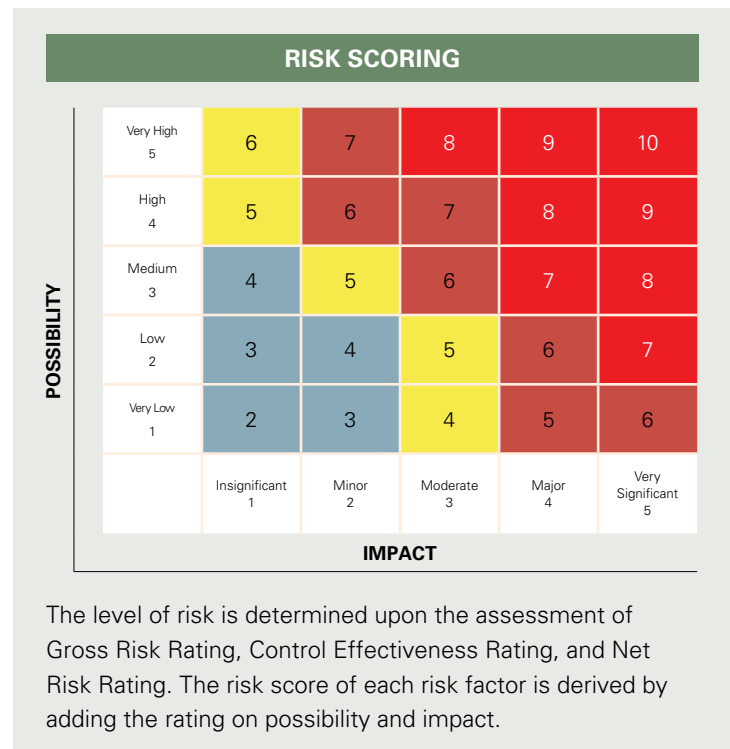 RISK SCORING
POSSIBILITY
Very High
5
6 7 8 9 10
High
4
5 6 7 8 9
Medium
3
4 5 6 7 8
Low
2
3 4 5 6 7
Very Low
1
2 3 4 5 6
Insignificant
1
Minor
2
Moderate
3
Major
4
Very
Significant
5
IMPACT
The level of risk is determined upon the assessment of
Gross Risk Rating, Control Effectiveness Rating, and Net
Risk Rating. The risk score of each risk factor is derived by
adding the rating on possibility and impact.